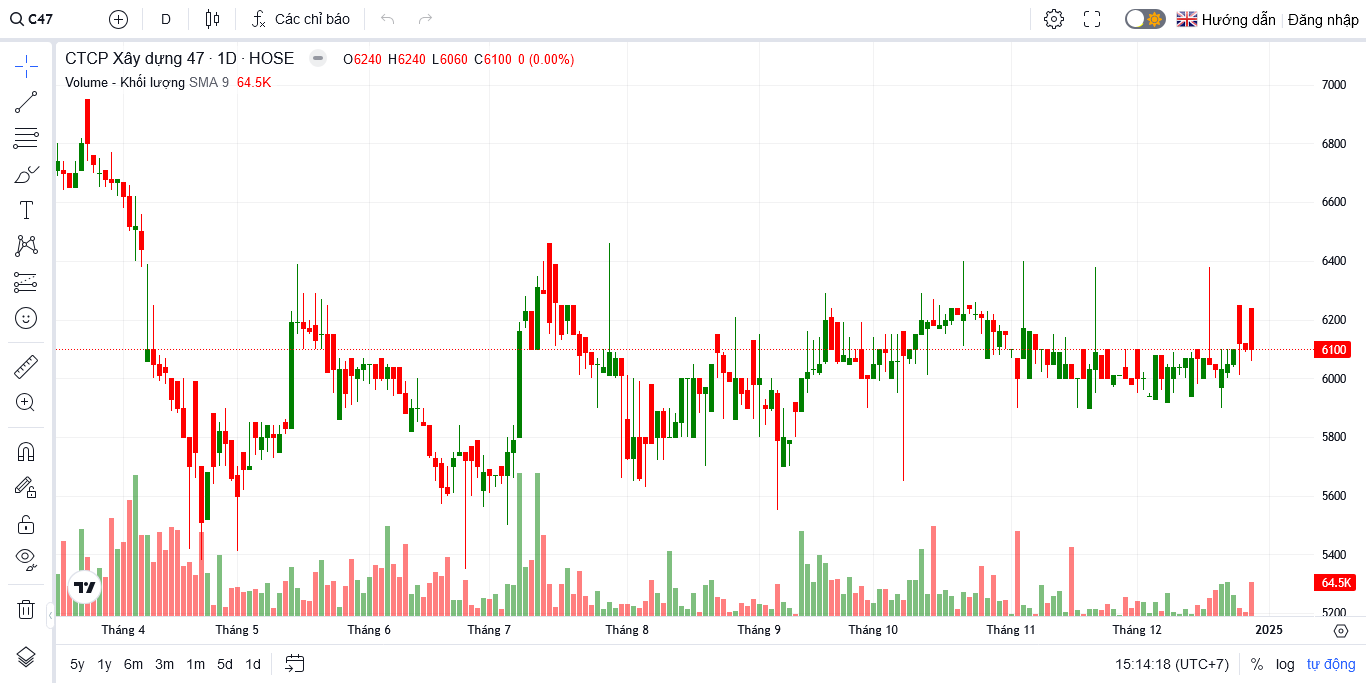 C47 D Các chỉ báo Hướng dẫn Đăng nhập
CTCP Xây dựng 47 · 1D · HOSE O6240 H6240 L6060 C6100 0 (0.00%)
Volume - Khối lượng SMA 9 64.5K
7000
6800
6600
6400
6200
6100
6000
5800
5600
5400
64.5K
5200
Tháng 4 Tháng 5 Tháng 6 Tháng 7 Tháng 8 Tháng 9 Tháng 10 Tháng 11 Tháng 12 2025
5y 1y 6m 3m 1m 5d 1d 15:14:18 (UTC+7) % log tự động